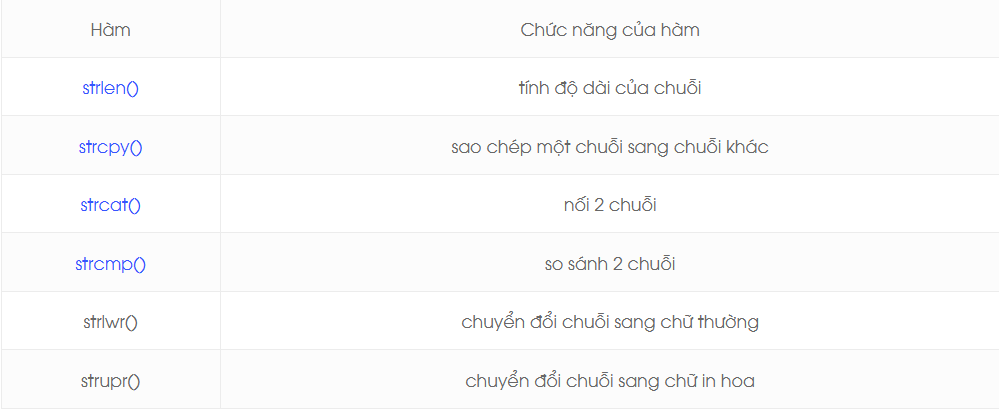 Hàm Chức năng của hàm
strlen() tính độ dài của chuỗi
strcpy() sao chép một chuỗi sang chuỗi khác
strcat() nối 2 chuỗi
strcmp() so sánh 2 chuỗi
strlwr() chuyển đổi chuỗi sang chữ thường
strupr() chuyển đổi chuỗi sang chữ in hoa